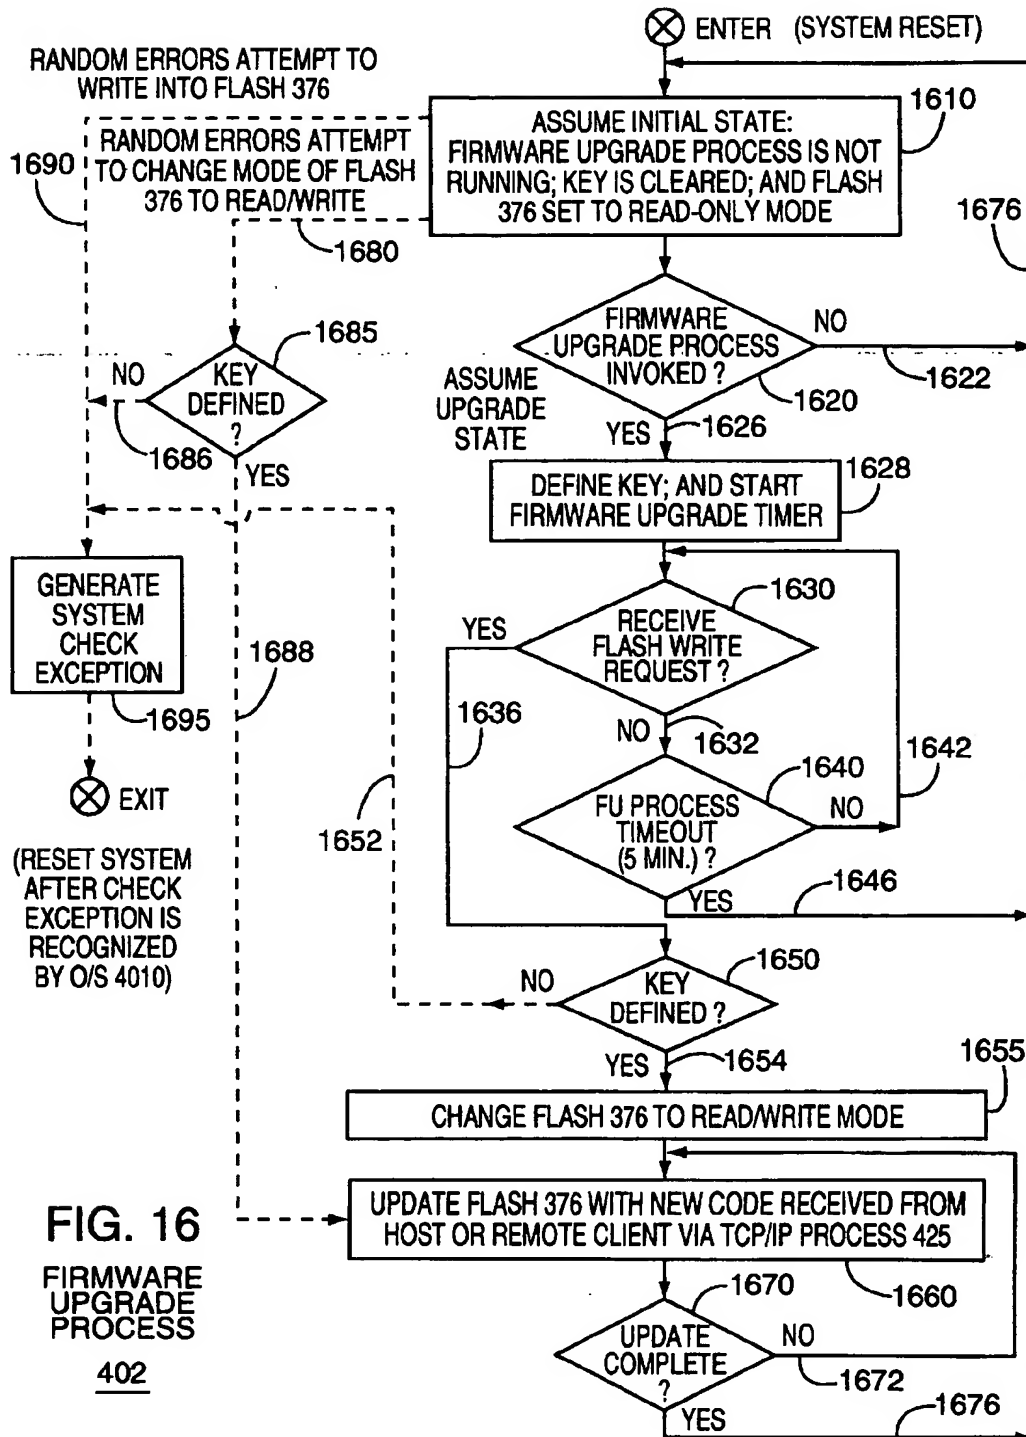 ENTER (SYSTEM RESET)
RANDOM ERRORS ATTEMPT TO
WRITE INTO FLASH 376
1690
RANDOM ERRORS ATTEMPT
TO CHANGE MODE OF FLASH
376 TO READ/WRITE
1680
1610
ASSUME INITIAL STATE:
FIRMWARE UPGRADE PROCESS IS NOT
RUNNING; KEY IS CLEARED; AND FLASH
376 SET TO READ-ONLY MODE
1676
FIRMWARE
UPGRADE PROCESS
INVOKED ?
NO
1622
1620
1685
KEY
DEFINED
?
NO
1686
YES
ASSUME
UPGRADE
STATE
YES
1626
1628
DEFINE KEY; AND START
FIRMWARE UPGRADE TIMER
GENERATE
SYSTEM
CHECK
EXCEPTION
1695
EXIT
(RESET SYSTEM
AFTER CHECK
EXCEPTION IS
RECOGNIZED
BY O/S 4010)
1688
1630
RECEIVE
FLASH WRITE
REQUEST ?
YES
1636
NO
1632
1640
1642
FU PROCESS
TIMEOUT
(5 MIN.) ?
NO
1652
YES
1646
1650
KEY
DEFINED ?
NO
YES
1654
1655
CHANGE FLASH 376 TO READ/WRITE MODE
UPDATE FLASH 376 WITH NEW CODE RECEIVED FROM
HOST OR REMOTE CLIENT VIA TCP/IP PROCESS 425
1660
1670
UPDATE
COMPLETE
?
NO
1672
YES
1676
FIG. 16
FIRMWARE
UPGRADE
PROCESS
402